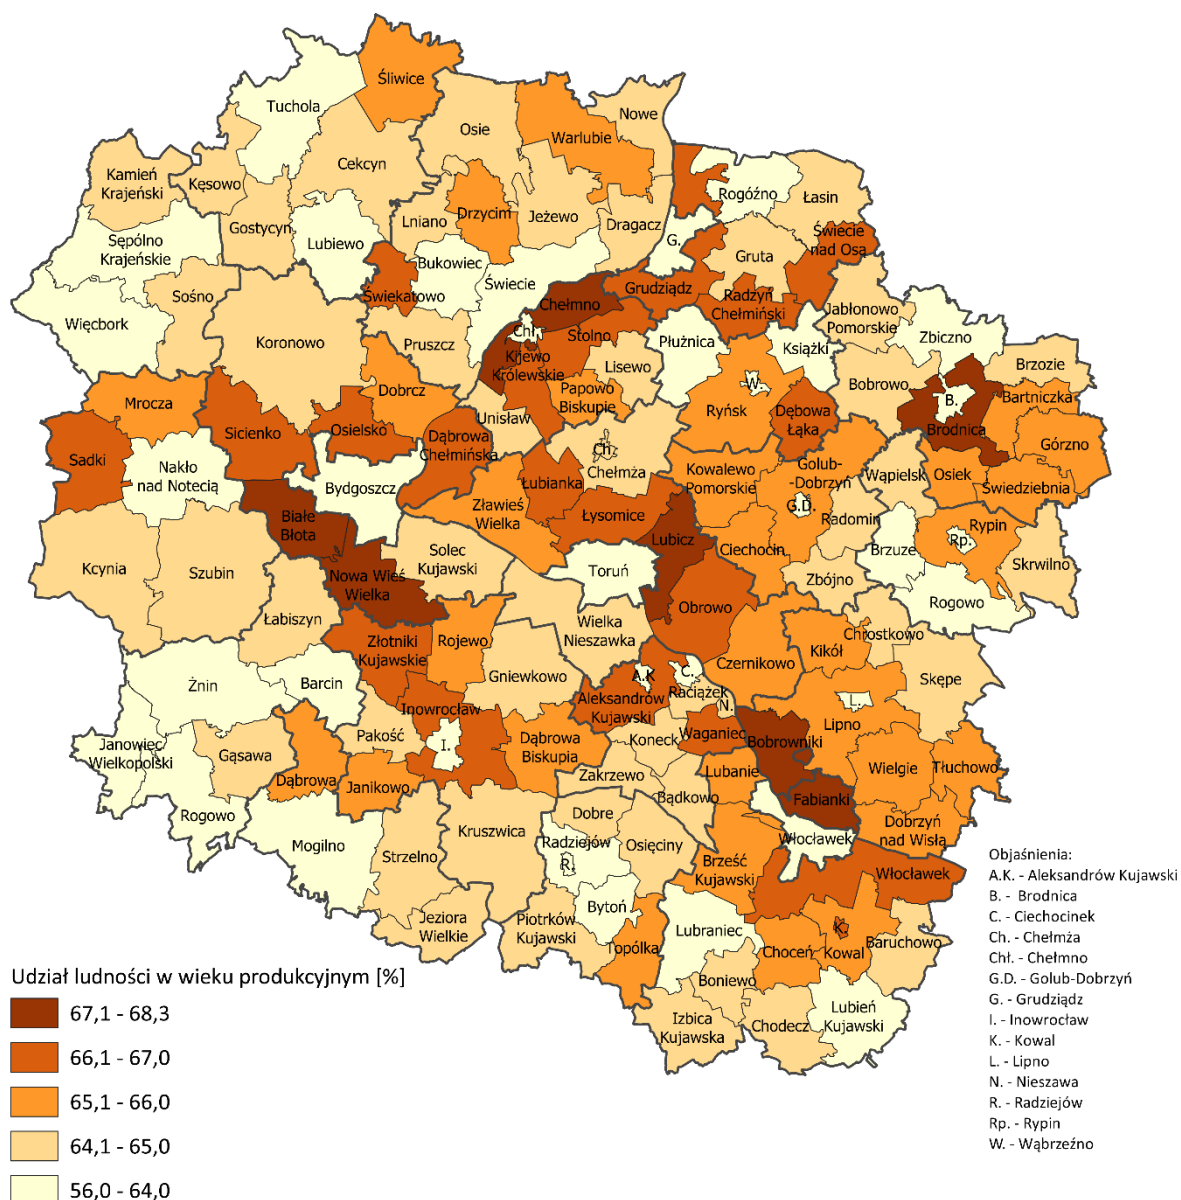 Śliwice
Tuchola
Nowe
Osie
Warlubie
Cekcyn
Kamień
Krajeński
Kęsowo
Rogóźno
Łasin
Lniano
Drzycim
Jeżewo
Dragacz
Gostycyn
Świecie
nad Osą
Sępólno
Krajeńskie
Lubiewo
G.
Bukowiec
Gruta
Świecie
Sośno
Świekatowo
Grudziądz
Radzyń
Chełmiński
Chełmno
Jabłonowo
Pomorskie
Więcbork
Chł.
Stolno
Zbiczno
Koronowo
Pruszcz
Płużnica
Książki
Kijewo
Królewskie
Lisewo
Brzozie
W.
Bobrowo
Dobrcz
Papowo
Biskupie
B.
Bartniczka
Mrocza
Ryńsk
Dębowa
Łąka
Unisław
Brodnica
Sicienko
Osielsko
Dąbrowa
Chełmińska
Górzno
Sadki
Ch.
Chełmża
Nakło
nad Notecią
Kowalewo
Pomorskie
Golub-
-Dobrzyń
Wąpielsk
Osiek
Świedziebnia
Bydgoszcz
Łubianka
Zławieś
Wielka
G.D.
Białe
Błota
Łysomice
Radomin
Rypin
Rp.
Lubicz
Ciechocin
Brzuze
Solec
Kujawski
Skrwilno
Kcynia
Szubin
Toruń
Nowa Wieś
Wielka
Zbójno
Rogowo
Obrowo
Łabiszyn
Wielka
Nieszawka
Złotniki
Kujawskie
Rojewo
Chrostkowo
Kikół
Czernikowo
Gniewkowo
A.K
C.
Skępe
Żnin
Barcin
Raciążek
Aleksandrów
Kujawski
N.
L.
Inowrocław
Lipno
Pakość
I.
Koneck
Waganiec
Bobrowniki
Dąbrowa
Biskupia
Janowiec
Wielkopolski
Gąsawa
Zakrzewo
Lubanie
Wielgie
Tłuchowo
Dąbrowa
Janikowo
Bądkowo
Fabianki
Rogowo
Dobre
Dobrzyń
nad Wisłą
Kruszwica
Radziejów
R.
Osięciny
Włocławek
Mogilno
Strzelno
Brześć
Kujawski
Włocławek
Bytoń
Jeziora
Wielkie
Piotrków
Kujawski
Lubraniec
K.
Topólka
Choceń
Kowal
Baruchowo
Boniewo
Izbica
Kujawska
Chodecz
Lubień
Kujawski
Objaśnienia:
A.K. - Aleksandrów Kujawski
B. - Brodnica
C. - Ciechocinek
Ch. - Chełmża
Chł. - Chełmno
G.D. - Golub-Dobrzyń
G. - Grudziądz
I. - Inowrocław
K. - Kowal
L. - Lipno
N. - Nieszawa
R. - Radziejów
Rp. - Rypin
W. - Wąbrzeźno
Udział ludności w wieku produkcyjnym [%]
67,1 - 68,3
66,1 - 67,0
65,1 - 66,0
64,1 - 65,0
56,0 - 64,0